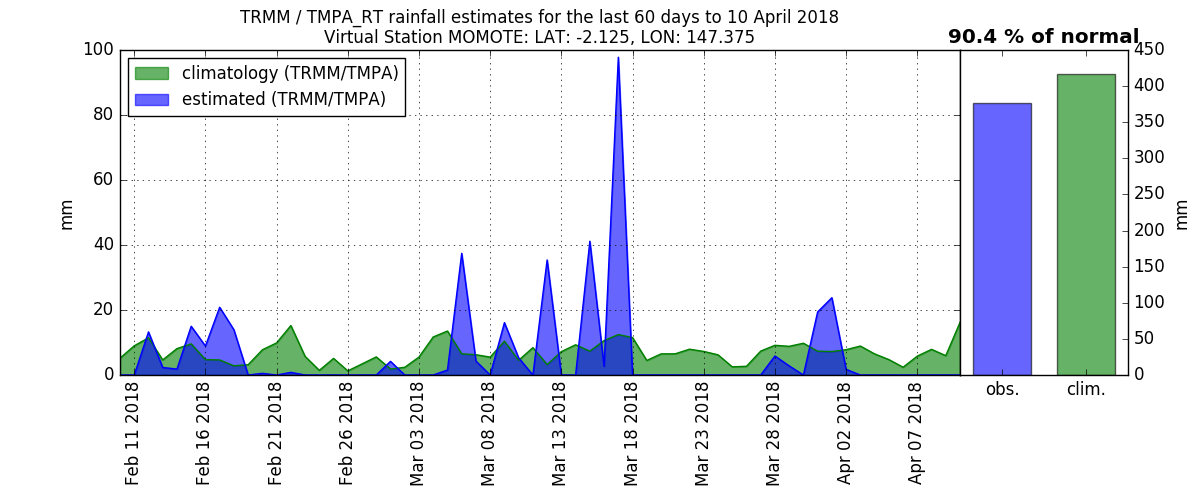 TRMM / TMPA_RT rainfall estimates for the last 60 days to 10 April 2018
Virtual Station MOMOTE: LAT: -2.125, LON: 147.375
90.4 % of normal
climatology (TRMM/TMPA)
estimated (TRMM/TMPA)
mm
100
80
60
40
20
0
Feb 11 2018
Feb 16 2018
Feb 21 2018
Feb 26 2018
Mar 03 2018
Mar 08 2018
Mar 13 2018
Mar 18 2018
Mar 23 2018
Mar 28 2018
Apr 02 2018
Apr 07 2018
obs.
clim.
450
400
350
300
250
200
150
100
50
0
mm